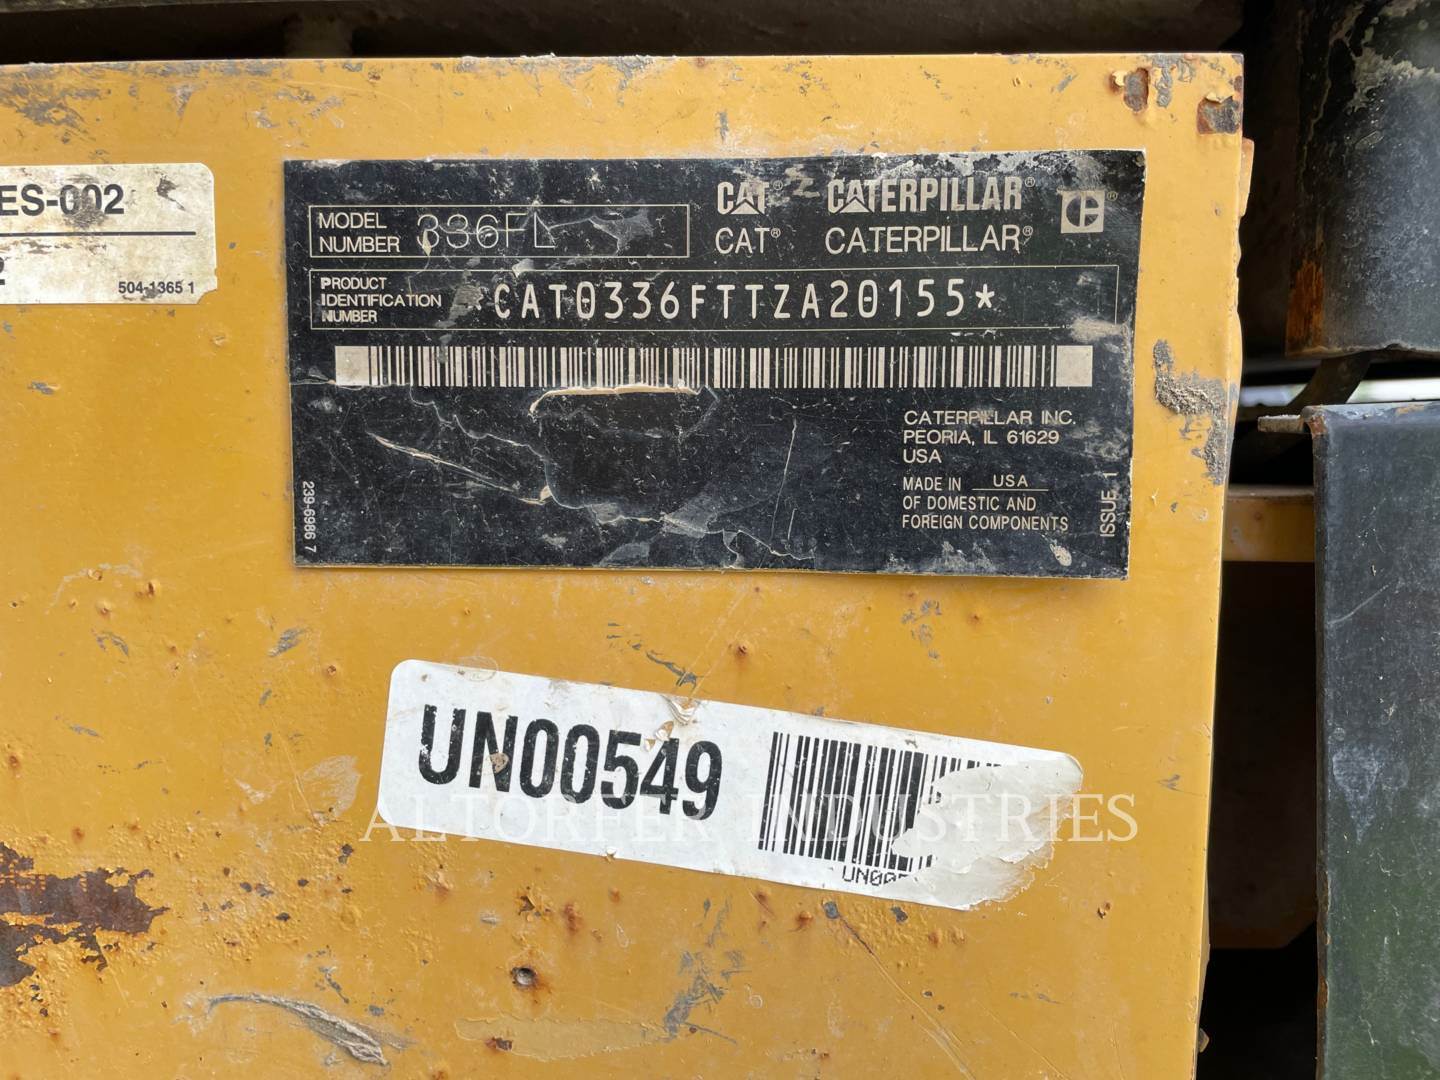 ES-002
504-1365 1
MODEL NUMBER 336FL
CAT® CATERPILLAR®
CAT® CATERPILLAR®
PRODUCT IDENTIFICATION NUMBER *CAT0336FTTZA20155*
CATERPILLAR INC.
PEORIA, IL 61629
USA
MADE IN USA
OF DOMESTIC AND
FOREIGN COMPONENTS
239-6986 7
ISSUE 1
UN00549
ALTORFER INDUSTRIES